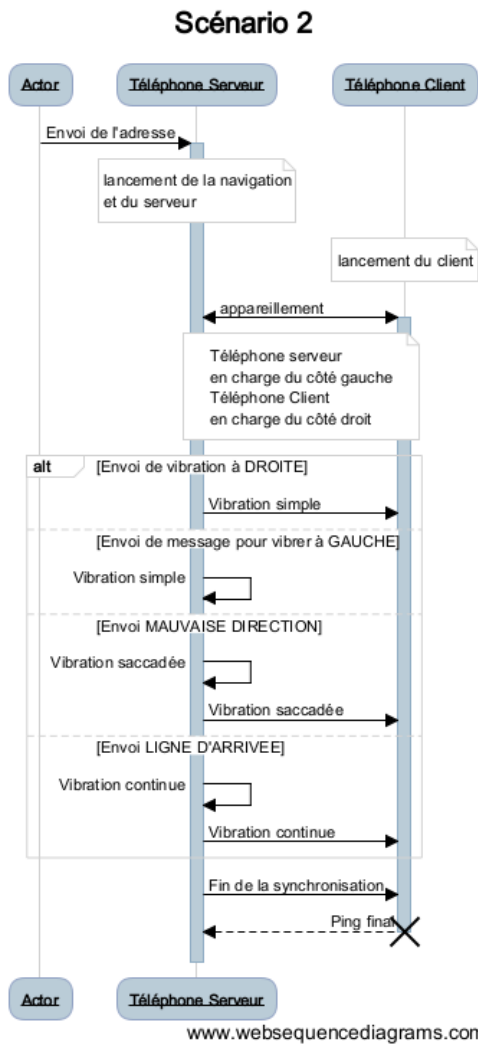 Scénario 2
Actor
Téléphone Serveur
Téléphone Client
Envoi de l'adresse
lancement de la navigation
et du serveur
lancement du client
appareillement
Téléphone serveur
en charge du côté gauche
Téléphone Client
en charge du côté droit
alt
[Envoi de vibration à DROITE]
Vibration simple
[Envoi de message pour vibrer à GAUCHE]
Vibration simple
[Envoi MAUVAISE DIRECTION]
Vibration saccadée
Vibration saccadée
[Envoi LIGNE D'ARRIVEE]
Vibration continue
Vibration continue
Fin de la synchronisation
Ping final
Actor
Téléphone Serveur
www.websequencediagrams.com